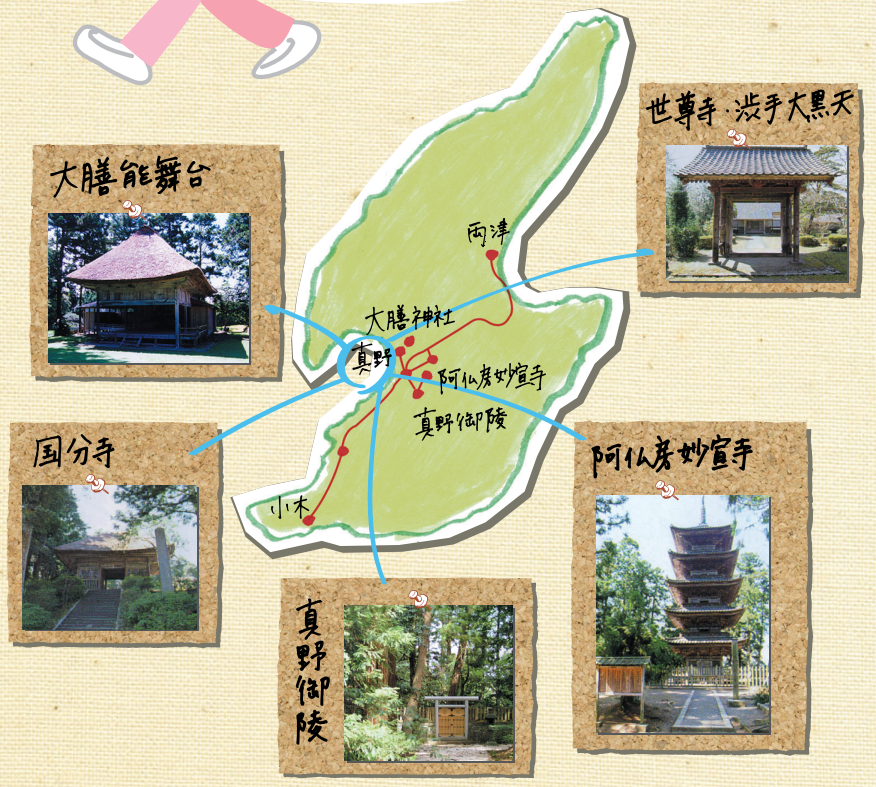 世尊寺・渋手大黒天
大膳能舞台
両津
大膳神社
真野
阿仏房妙宣寺
真野御陵
小木
国分寺
阿仏房妙宣寺
真野御陵